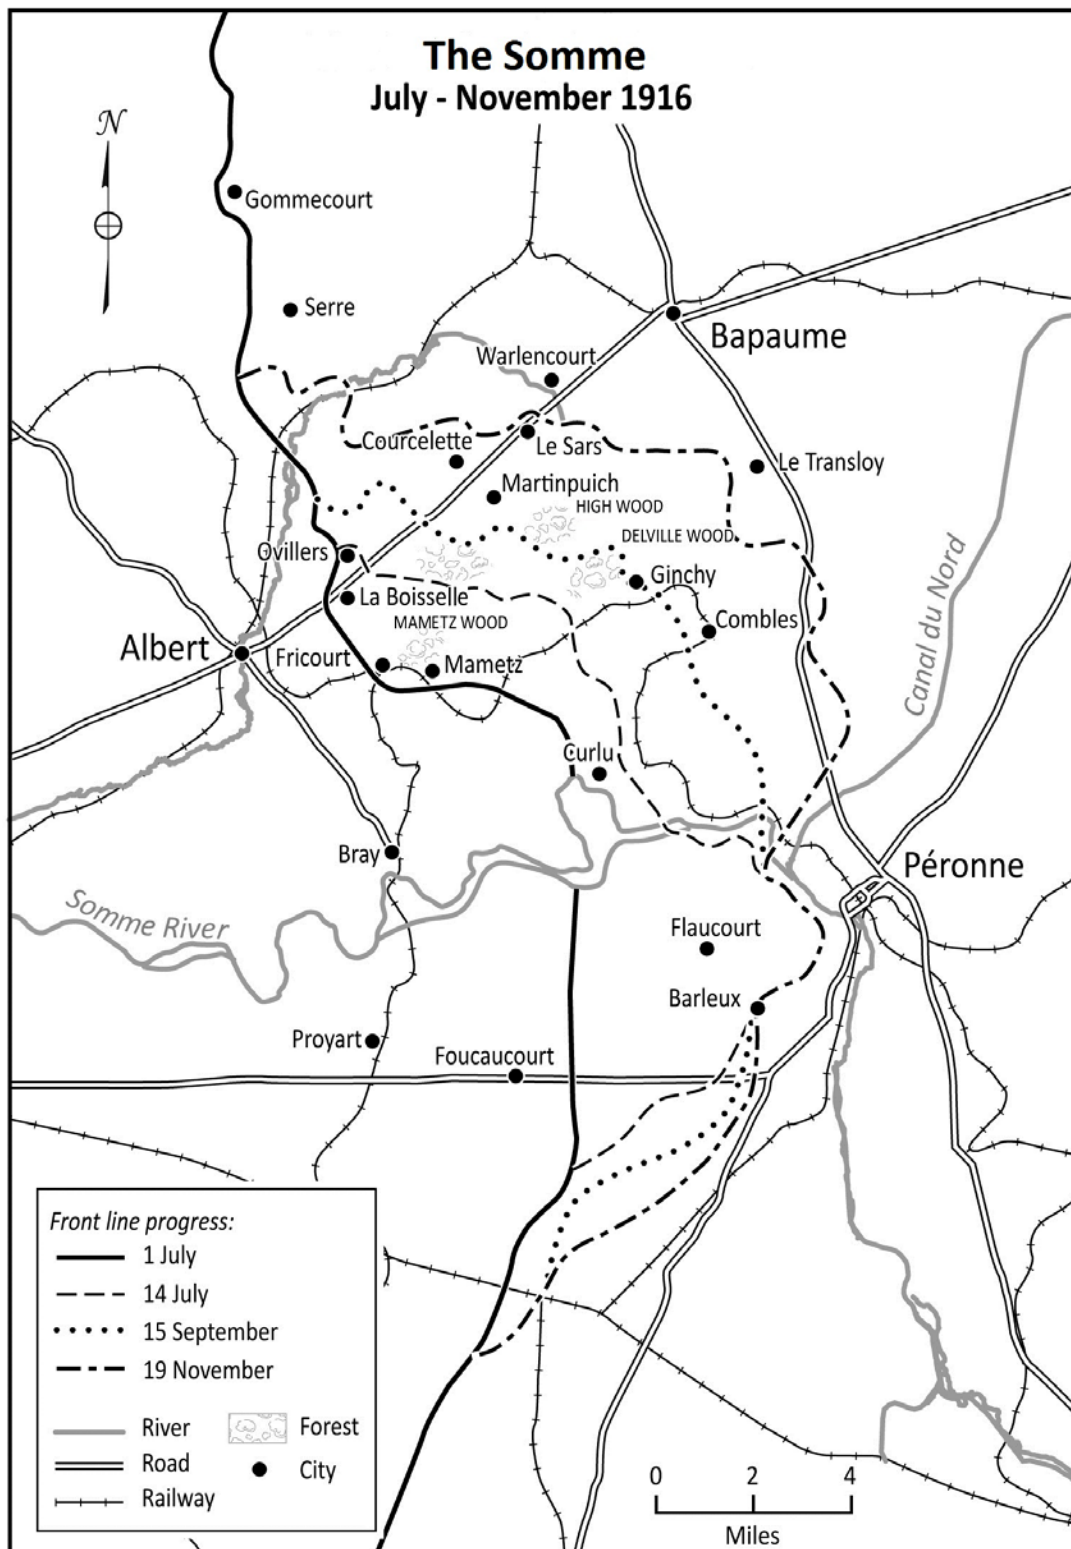 The Somme
July - November 1916
N
Gommecourt
Serre
Bapaume
Warlencourt
Courcelette
Le Sars
Le Transloy
Martinpuich
HIGH WOOD
DELVILLE WOOD
Ovillers
Ginchy
La Boisselle
MAMETZ WOOD
Combles
Canal du Nord
Albert
Fricourt
Mametz
Curlu
Bray
Péronne
Somme River
Flaucourt
Barleux
Proyart
Foucaucourt
Front line progress:
1 July
14 July
15 September
19 November
River
Forest
Road
City
Railway
0 2 4
Miles